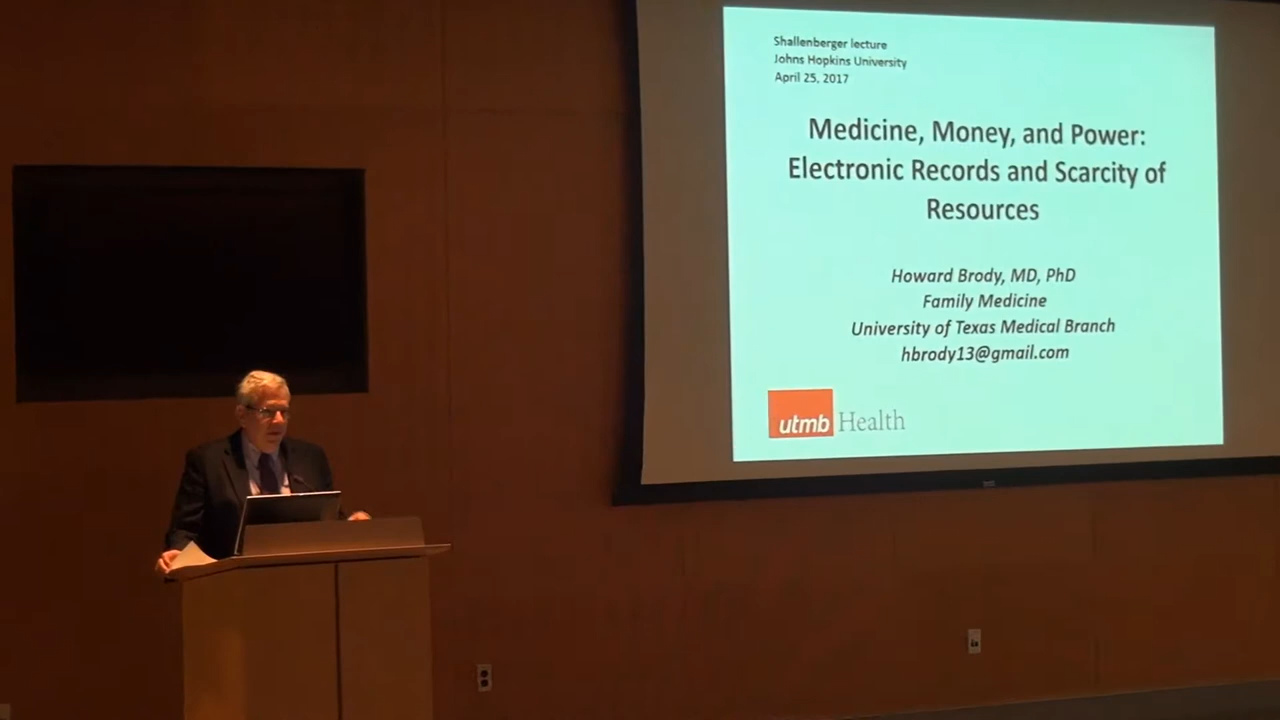 Shallenberger lecture
Johns Hopkins University
April 25, 2017
Medicine, Money, and Power:
Electronic Records and Scarcity of
Resources
Howard Brody, MD, PhD
Family Medicine
University of Texas Medical Branch
hbrody13@gmail.com
utmb Health